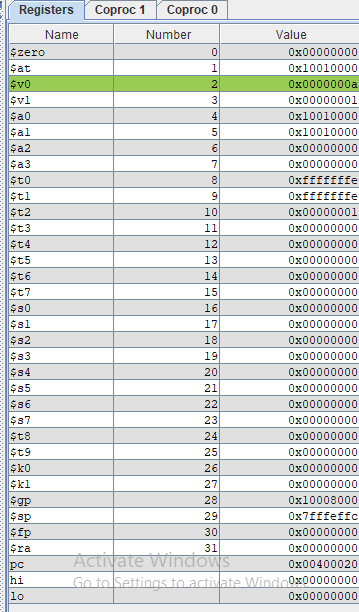 Registers Coproc 1 Coproc 0
Name Number Value
$zero 0 0x00000000
$at 1 0x10010000
$v0 2 0x0000000a
$v1 3 0x00000001
$a0 4 0x10010000
$a1 5 0x10010000
$a2 6 0x00000000
$a3 7 0x00000000
$t0 8 0xfffffffe
$t1 9 0xfffffffe
$t2 10 0x00000001
$t3 11 0x00000000
$t4 12 0x00000000
$t5 13 0x00000000
$t6 14 0x00000000
$t7 15 0x00000000
$s0 16 0x00000000
$s1 17 0x00000000
$s2 18 0x00000000
$s3 19 0x00000000
$s4 20 0x00000000
$s5 21 0x00000000
$s6 22 0x00000000
$s7 23 0x00000000
$t8 24 0x00000000
$t9 25 0x00000000
$k0 26 0x00000000
$k1 27 0x00000000
$gp 28 0x10008000
$sp 29 0x7fffeffc
$fp 30 0x00000000
$ra 31 0x00000000
pc 0x00400020
hi 0x00000000
lo 0x00000000
Activate Windows
Go to Settings to activate Windows